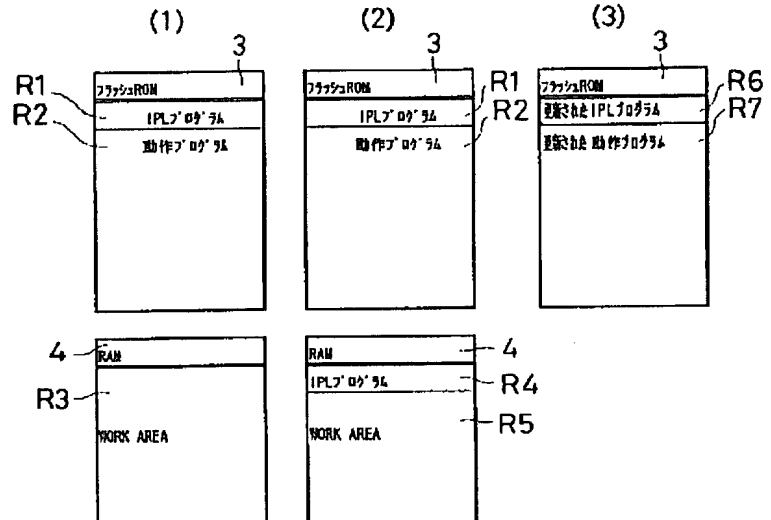 (1)
(2)
(3)
3
3
3
R1
R2
フラッシュROM
IPLプログラム
動作プログラム
フラッシュROM
IPLプログラム
動作プログラム
R1
R2
フラッシュROM
更新されたIPLプログラム
更新された動作プログラム
R6
R7
4
RAM
R3
WORK AREA
RAM
4
IPLプログラム
R4
R5
WORK AREA